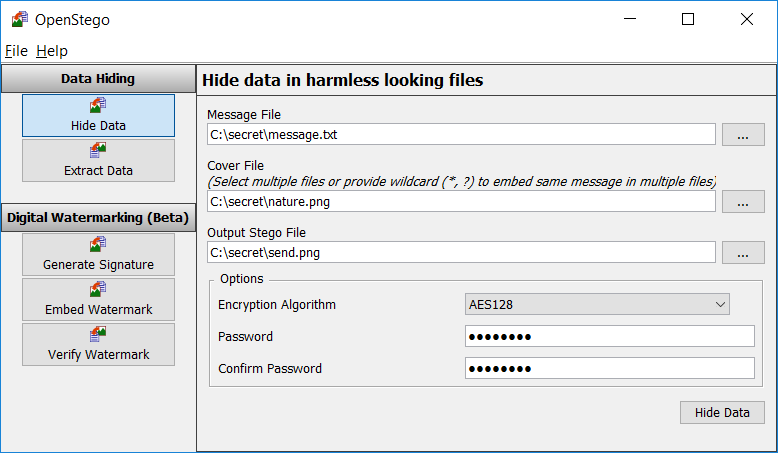 OpenStego
File Help
Data Hiding
Hide Data
Extract Data
Digital Watermarking (Beta)
Generate Signature
Embed Watermark
Verify Watermark
Hide data in harmless looking files
Message File
C:\secret\message.txt
...
Cover File
(Select multiple files or provide wildcard (*, ?) to embed same message in multiple files)
C:\secret\nature.png
...
Output Stego File
C:\secret\send.png
...
Options
Encryption Algorithm AES128
Password ●●●●●●●●
Confirm Password ●●●●●●●●
Hide Data